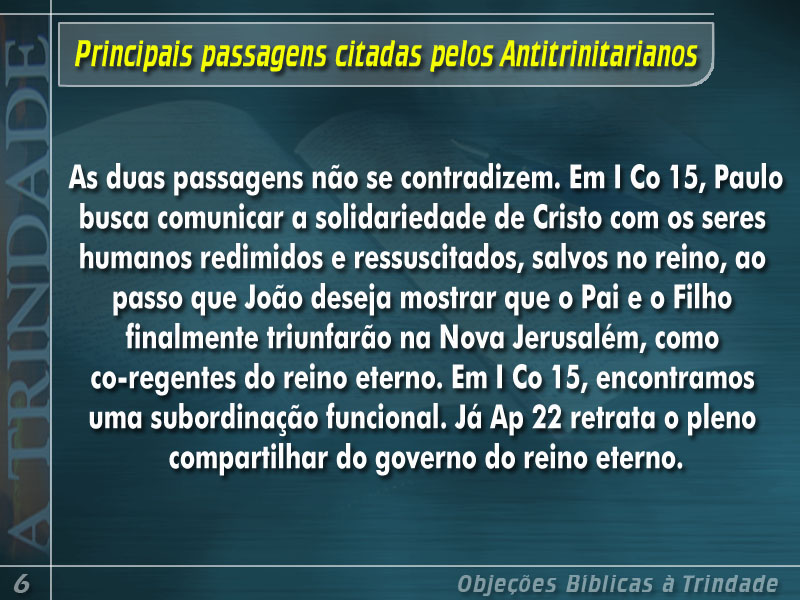 Principais passagens citadas pelos Antitrinitarianos
As duas passagens não se contradizem. Em I Co 15, Paulo
busca comunicar a solidariedade de Cristo com os seres
humanos redimidos e ressuscitados, salvos no reino, ao
passo que João deseja mostrar que o Pai e o Filho
finalmente triunfarão na Nova Jerusalém, como
co-regentes do reino eterno. Em I Co 15, encontramos
uma subordinação funcional. Já Ap 22 retrata o pleno
compartilhar do governo do reino eterno.
A TRINDADE
6
Objeções Bíblicas à Trindade